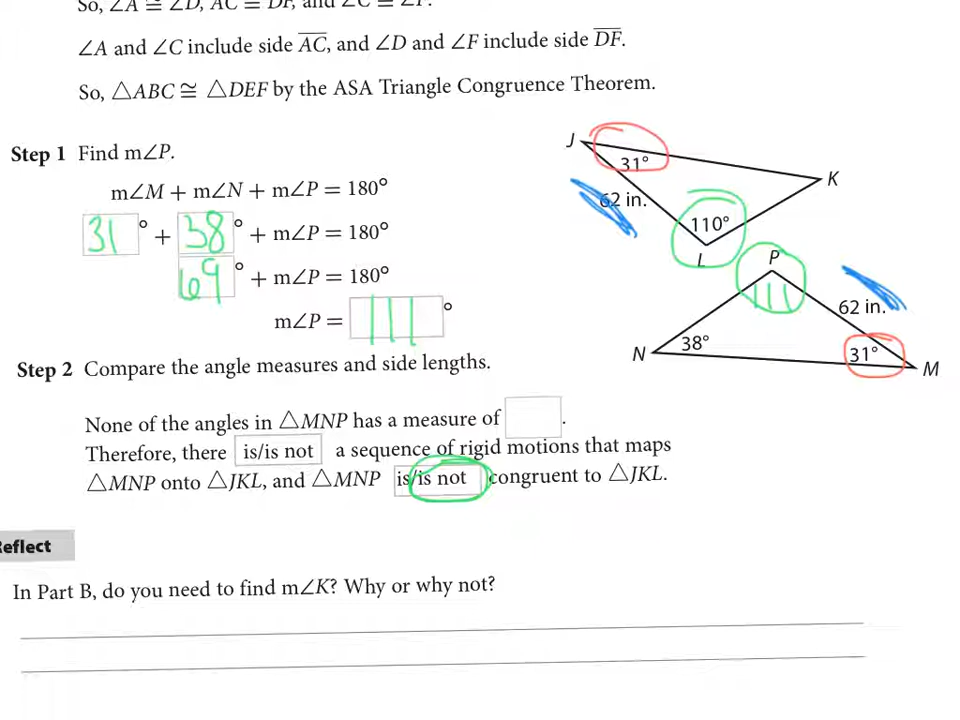 So, ∠A ≅ ∠D, AC ≅ DF, and ∠C ≅ ∠F.
∠A and ∠C include side AC, and ∠D and ∠F include side DF.
So, △ABC ≅ △DEF by the ASA Triangle Congruence Theorem.
Step 1 Find m∠P.
m∠M + m∠N + m∠P = 180°
31° + 38° + m∠P = 180°
69° + m∠P = 180°
m∠P = 111°
J
31°
K
62 in.
110°
L
P
111
62 in.
N
38°
31°
M
Step 2 Compare the angle measures and side lengths.
None of the angles in △MNP has a measure of .
Therefore, there is/is not a sequence of rigid motions that maps
△MNP onto △JKL, and △MNP is/is not congruent to △JKL.
Reflect
In Part B, do you need to find m∠K? Why or why not?